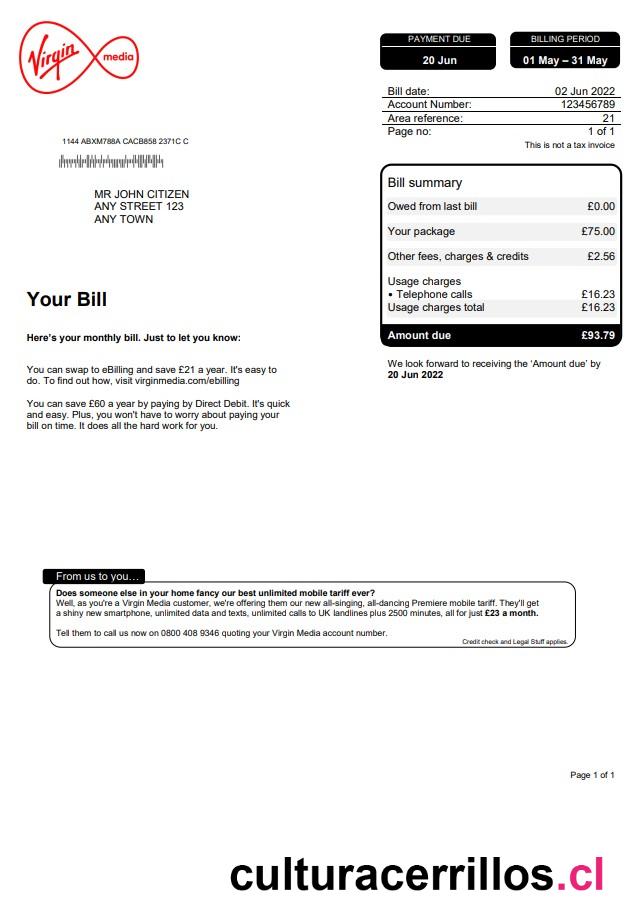 Virgin media
PAYMENT DUE
20 Jun
BILLING PERIOD
01 May – 31 May
Bill date: 02 Jun 2022
Account Number: 123456789
Area reference: 21
Page no: 1 of 1
This is not a tax invoice
1144 ABXM788A CACB858 2371C C
MR JOHN CITIZEN
ANY STREET 123
ANY TOWN
Bill summary
Owed from last bill £0.00
Your package £75.00
Other fees, charges & credits £2.56
Usage charges
• Telephone calls £16.23
Usage charges total £16.23
Amount due £93.79
We look forward to receiving the ‘Amount due’ by
20 Jun 2022
Your Bill
Here’s your monthly bill. Just to let you know:
You can swap to eBilling and save £21 a year. It's easy to
do. To find out how, visit virginmedia.com/ebilling
You can save £60 a year by paying by Direct Debit. It's quick
and easy. Plus, you won't have to worry about paying your
bill on time. It does all the hard work for you.
From us to you…
Does someone else in your home fancy our best unlimited mobile tariff ever?
Well, as you're a Virgin Media customer, we're offering them our new all-singing, all-dancing Premiere mobile tariff. They'll get
a shiny new smartphone, unlimited data and texts, unlimited calls to UK landlines plus 2500 minutes, all for just £23 a month.
Tell them to call us now on 0800 408 9346 quoting your Virgin Media account number.
Credit check and Legal Stuff applies.
Page 1 of 1
culturacerrillos.cl